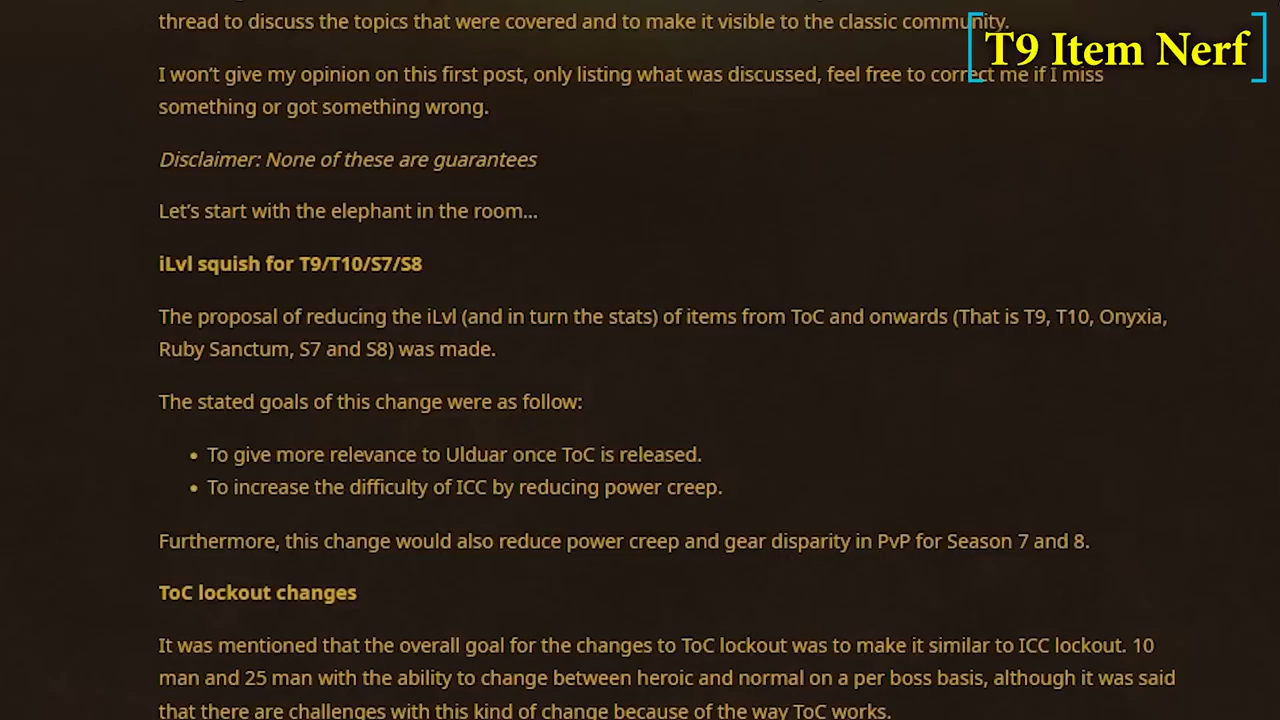 thread to discuss the topics that were covered and to make it visible to the classic community.
T9 Item Nerf
I won’t give my opinion on this first post, only listing what was discussed, feel free to correct me if I miss
something or got something wrong.
Disclaimer: None of these are guarantees
Let’s start with the elephant in the room...
iLvl squish for T9/T10/S7/S8
The proposal of reducing the iLvl (and in turn the stats) of items from ToC and onwards (That is T9, T10, Onyxia,
Ruby Sanctum, S7 and S8) was made.
The stated goals of this change were as follow:
• To give more relevance to Ulduar once ToC is released.
• To increase the difficulty of ICC by reducing power creep.
Furthermore, this change would also reduce power creep and gear disparity in PvP for Season 7 and 8.
ToC lockout changes
It was mentioned that the overall goal for the changes to ToC lockout was to make it similar to ICC lockout. 10
man and 25 man with the ability to change between heroic and normal on a per boss basis, although it was said
that there are challenges with this kind of change because of the way ToC works.